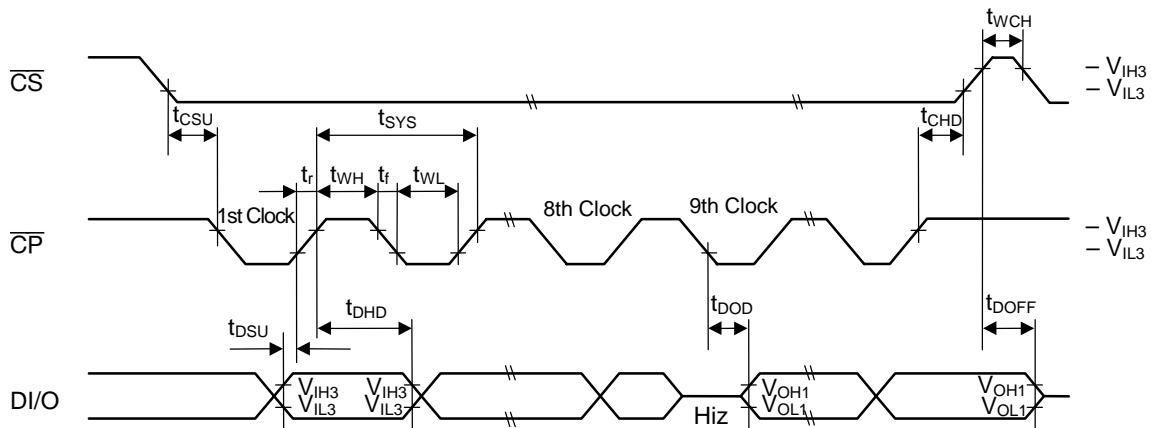 tWCH
CS
– VIH3
– VIL3
tCSU
tSYS
tCHD
tr
tWH
tf
tWL
1st Clock
8th Clock
9th Clock
CP
– VIH3
– VIL3
tDSU
tDHD
tDOD
tDOFF
DI/O
VIH3
VIH3
VOH1
VOH1
VIL3
VIL3
VOL1
VOL1
Hiz